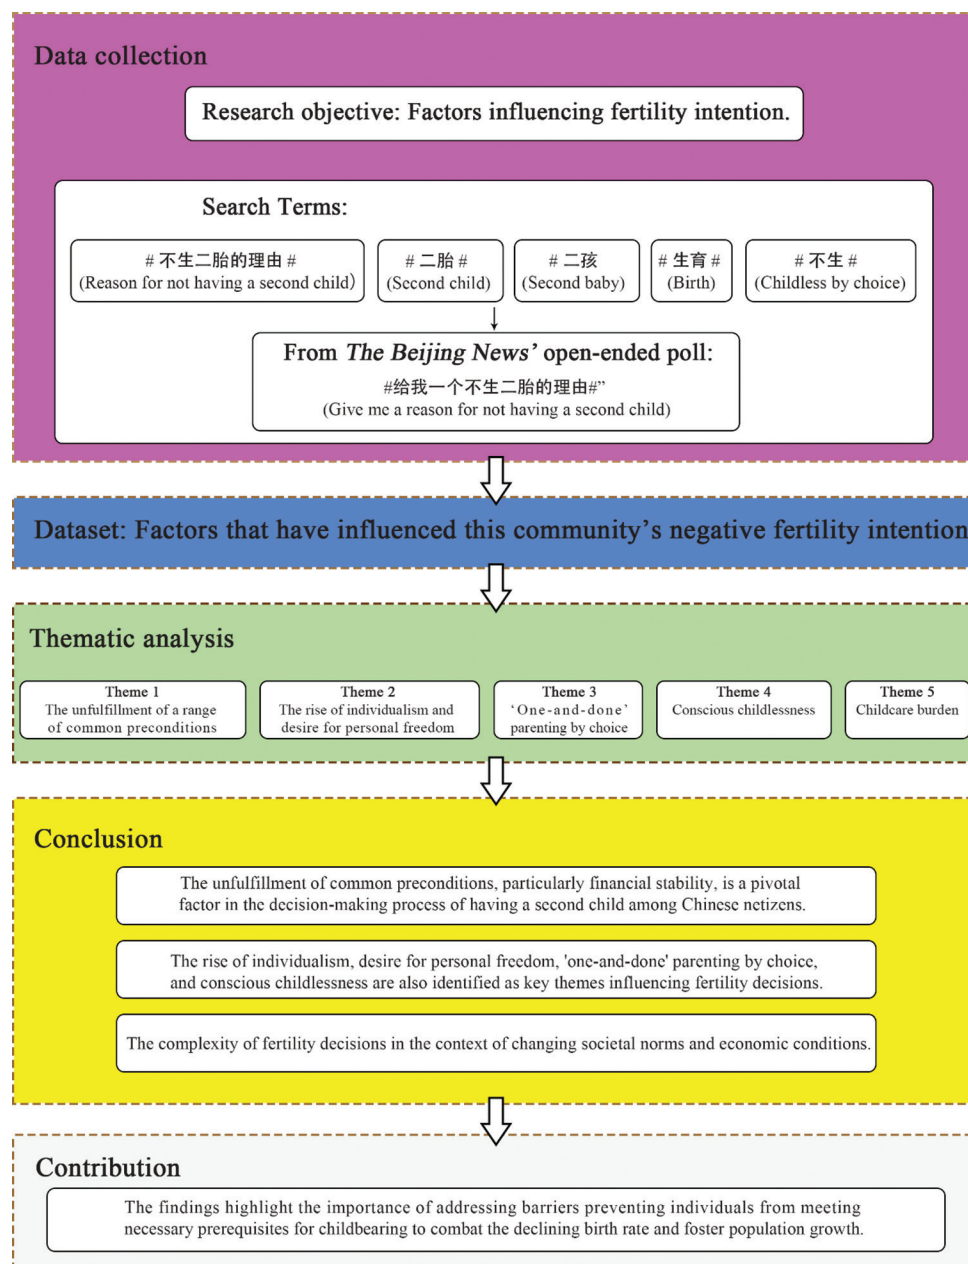 Data collection
Research objective: Factors influencing fertility intention.
Search Terms:
# 不生二胎的理由 #
(Reason for not having a second child)
# 二胎 #
(Second child)
# 二孩
(Second baby)
# 生育 #
(Birth)
# 不生 #
(Childless by choice)
From The Beijing News’ open-ended poll:
#给我一个不生二胎的理由#”
(Give me a reason for not having a second child)
Dataset: Factors that have influenced this community’s negative fertility intention
Thematic analysis
Theme 1
The unfulfillment of a range
of common preconditions
Theme 2
The rise of individualism and
desire for personal freedom
Theme 3
‘One-and-done’
parenting by choice
Theme 4
Conscious childlessness
Theme 5
Childcare burden
Conclusion
The unfulfillment of common preconditions, particularly financial stability, is a pivotal
factor in the decision-making process of having a second child among Chinese netizens.
The rise of individualism, desire for personal freedom, 'one-and-done' parenting by choice,
and conscious childlessness are also identified as key themes influencing fertility decisions.
The complexity of fertility decisions in the context of changing societal norms and economic conditions.
Contribution
The findings highlight the importance of addressing barriers preventing individuals from meeting
necessary prerequisites for childbearing to combat the declining birth rate and foster population growth.